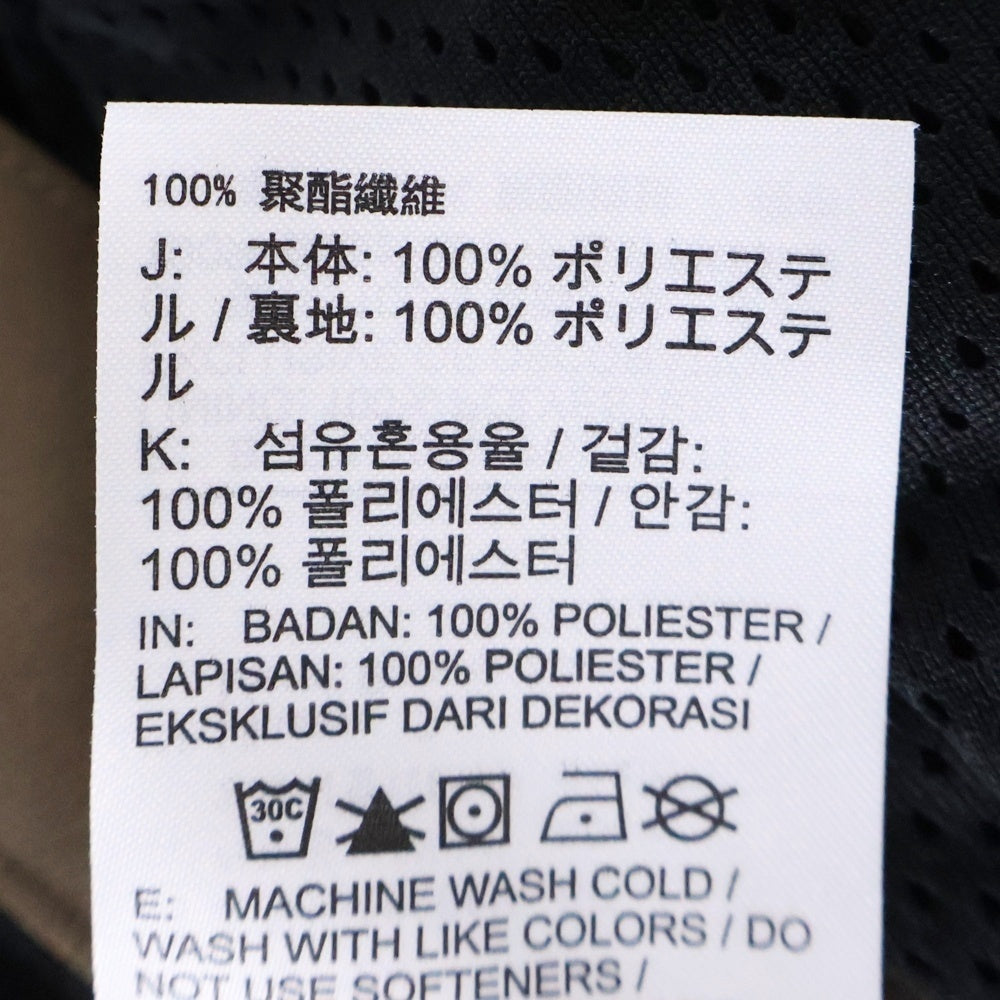 100% 聚酯纖維
J: 本体: 100% ポリエステ
ル / 裏地: 100% ポリエステ
ル
K: 섬유혼용율 / 겉감:
100% 폴리에스터 / 안감:
100% 폴리에스터
IN: BADAN: 100% POLIESTER /
LAPISAN: 100% POLIESTER /
EKSKLUSIF DARI DEKORASI
30C
E: MACHINE WASH COLD /
WASH WITH LIKE COLORS / DO
NOT USE SOFTENERS /